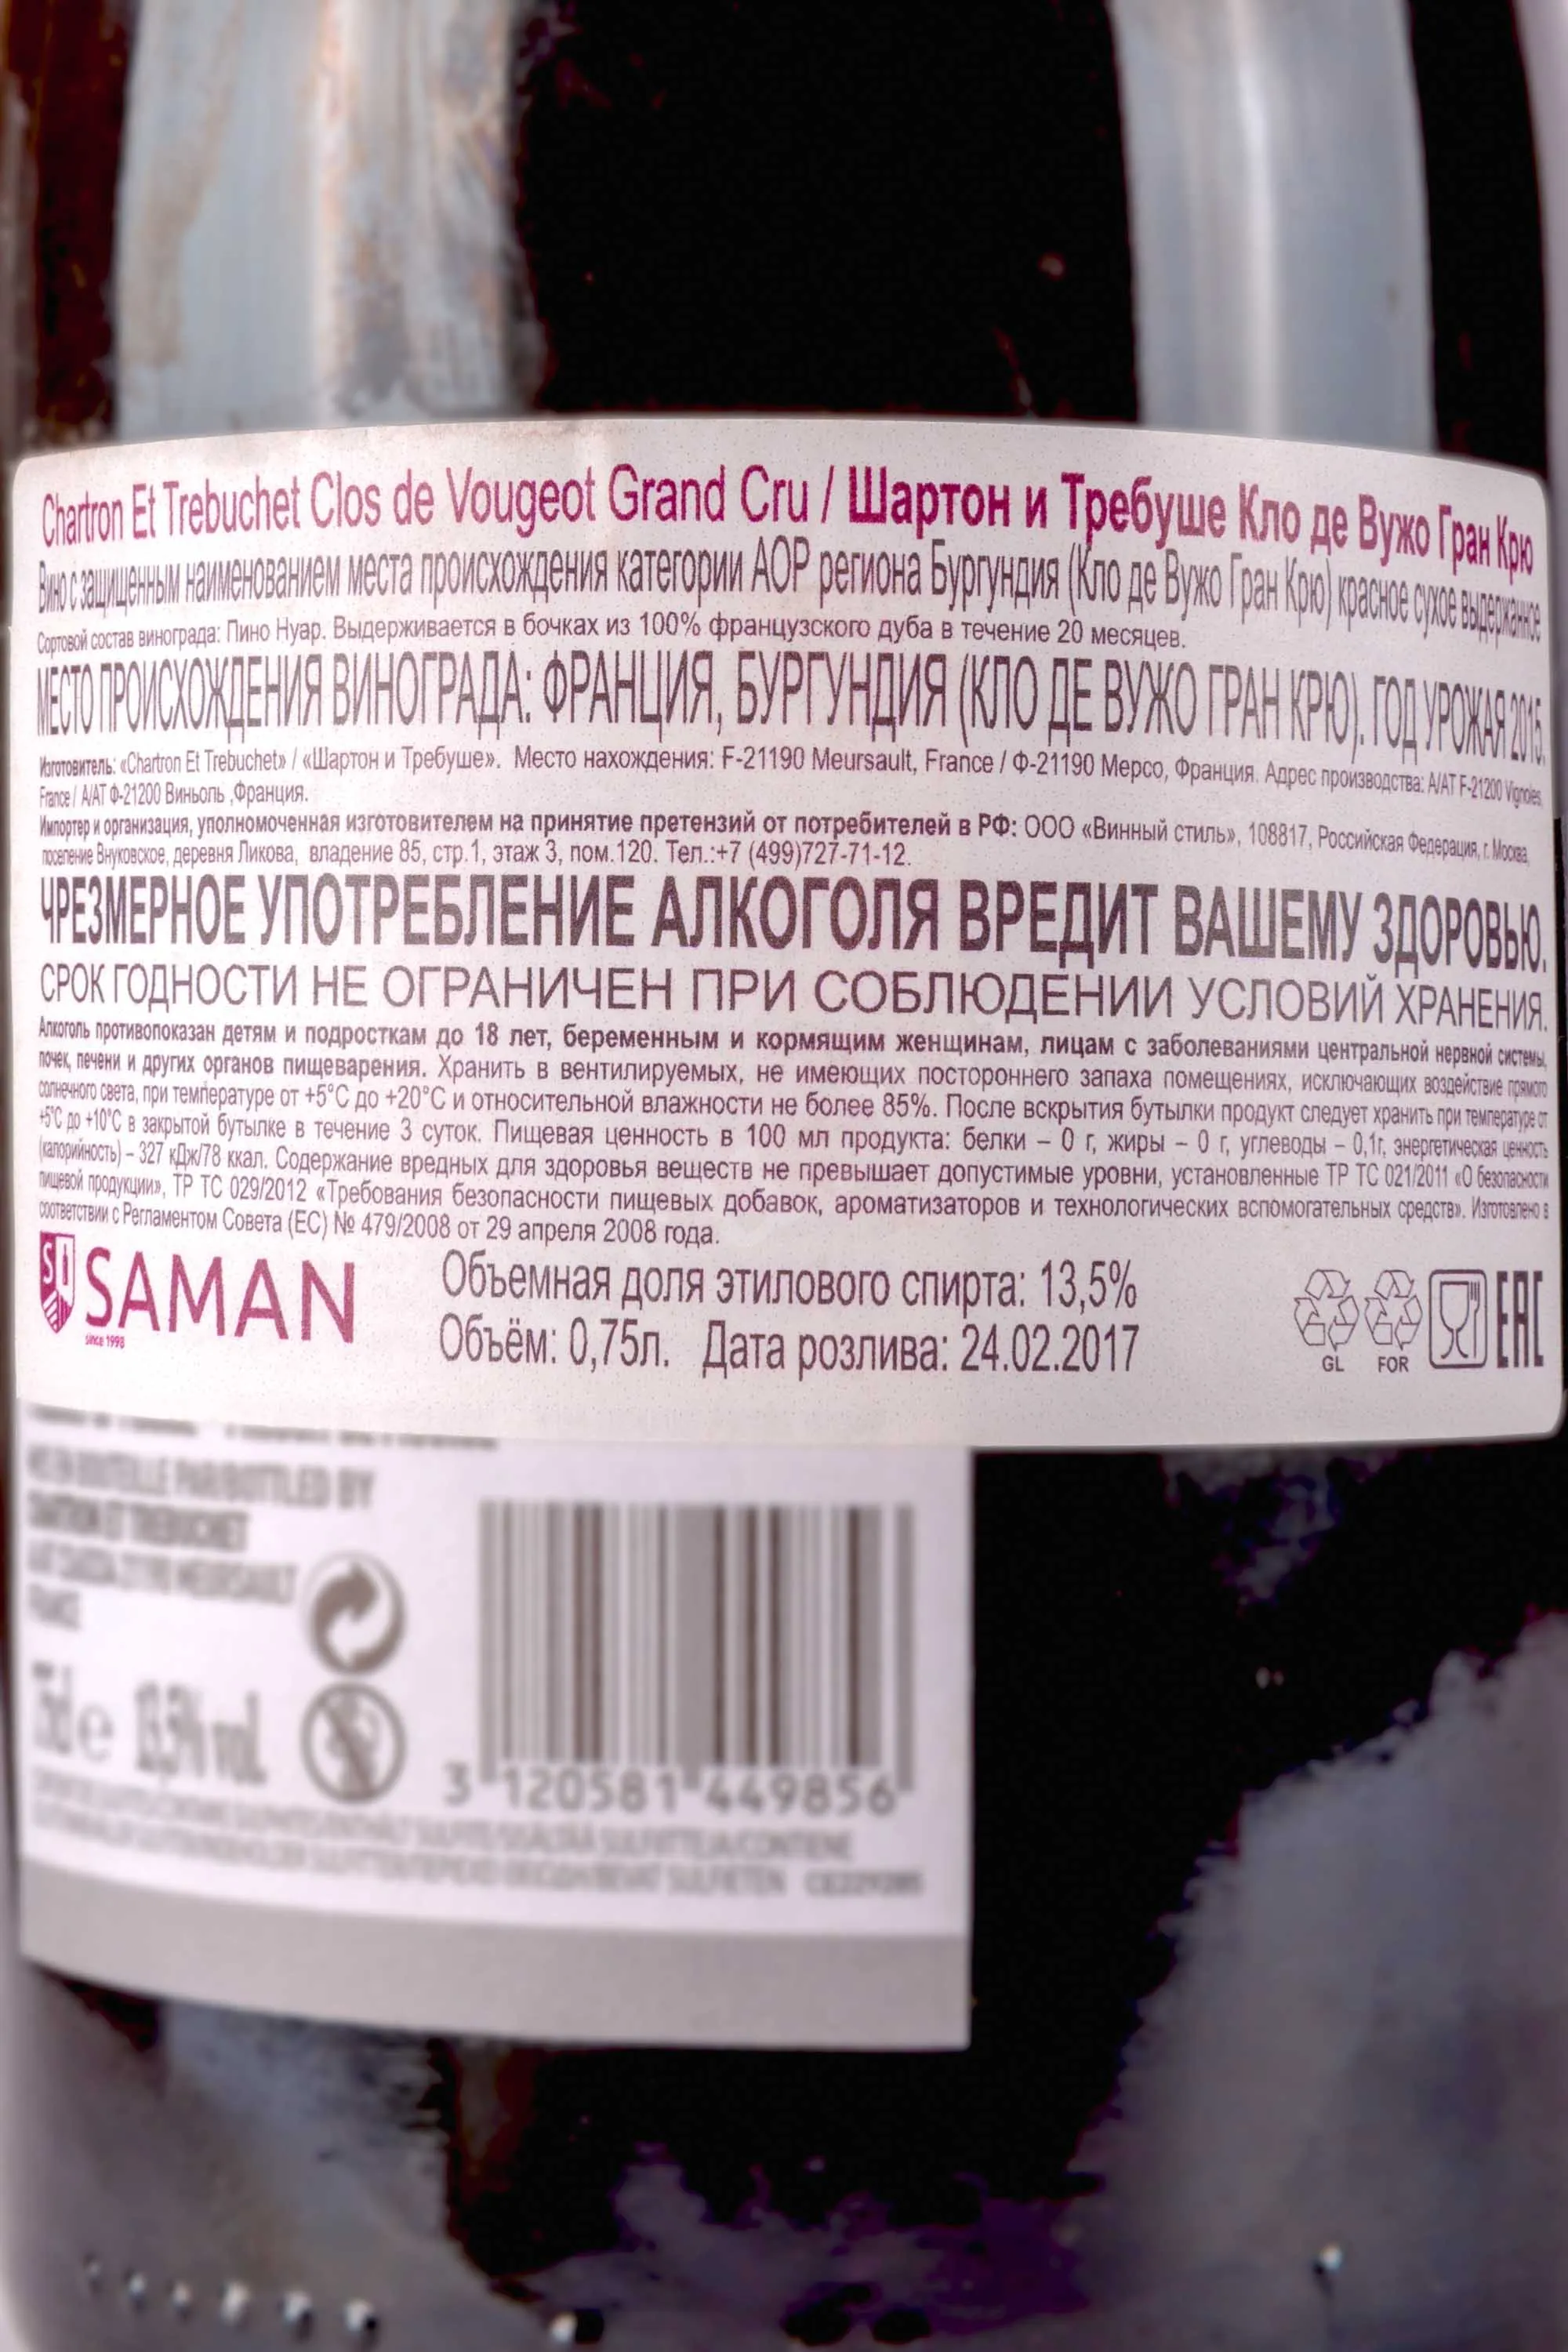 Chartron Et Trebuchet Clos de Vougeot Grand Cru / Шартон и Требуше Кло де Вужо Гран Крю
Вино с защищенным наименованием места происхождения категории АОР региона Бургундия (Кло де Вужо Гран Крю) красное сухое выдержанное
Сортовой состав винограда: Пино Нуар. Выдерживается в бочках из 100% французского дуба в течение 20 месяцев.
МЕСТО ПРОИСХОЖДЕНИЯ ВИНОГРАДА: ФРАНЦИЯ, БУРГУНДИЯ (КЛО ДЕ ВУЖО ГРАН КРЮ). ГОД УРОЖАЯ 2015.
Изготовитель: «Chartron Et Trebuchet» / «Шартон и Требуше». Место нахождения: F-21190 Meursault, France / Ф-21190 Мерсо, Франция. Адрес производства: A/AT F-21200 Vignoles,
France / А/АТ Ф-21200 Виньоль ,Франция.
Импортер и организация, уполномоченная изготовителем на принятие претензий от потребителей в РФ: ООО «Винный стиль», 108817, Российская Федерация, г. Москва,
поселение Внуковское, деревня Ликова, владение 85, стр.1, этаж 3, пом.120. Тел.:+7 (499)727-71-12.
ЧРЕЗМЕРНОЕ УПОТРЕБЛЕНИЕ АЛКОГОЛЯ ВРЕДИТ ВАШЕМУ ЗДОРОВЬЮ.
СРОК ГОДНОСТИ НЕ ОГРАНИЧЕН ПРИ СОБЛЮДЕНИИ УСЛОВИЙ ХРАНЕНИЯ.
Алкоголь противопоказан детям и подросткам до 18 лет, беременным и кормящим женщинам, лицам с заболеваниями центральной нервной системы,
почек, печени и других органов пищеварения. Хранить в вентилируемых, не имеющих постороннего запаха помещениях, исключающих воздействие прямого
солнечного света, при температуре от +5°C до +20°C и относительной влажности не более 85%. После вскрытия бутылки продукт следует хранить при температуре от
+5°C до +10°C в закрытой бутылке в течение 3 суток. Пищевая ценность в 100 мл продукта: белки – 0 г, жиры – 0 г, углеводы – 0,1г, энергетическая ценность
(калорийность) – 327 кДж/78 ккал. Содержание вредных для здоровья веществ не превышает допустимые уровни, установленные ТР ТС 021/2011 «О безопасности
пищевой продукции», ТР ТС 029/2012 «Требования безопасности пищевых добавок, ароматизаторов и технологических вспомогательных средств». Изготовлено в
соответствии с Регламентом Совета (ЕС) № 479/2008 от 29 апреля 2008 года.
SI SAMAN
since 1998
Объемная доля этилового спирта: 13,5%
Объём: 0,75л. Дата розлива: 24.02.2017
GL FOR EAC
MIS EN BOUTEILLE PAR/BOTTLED BY
CHARTRON ET TREBUCHET
21190 MEURSAULT
FRANCE
75cl e 13,5% vol.
3 120581 449856